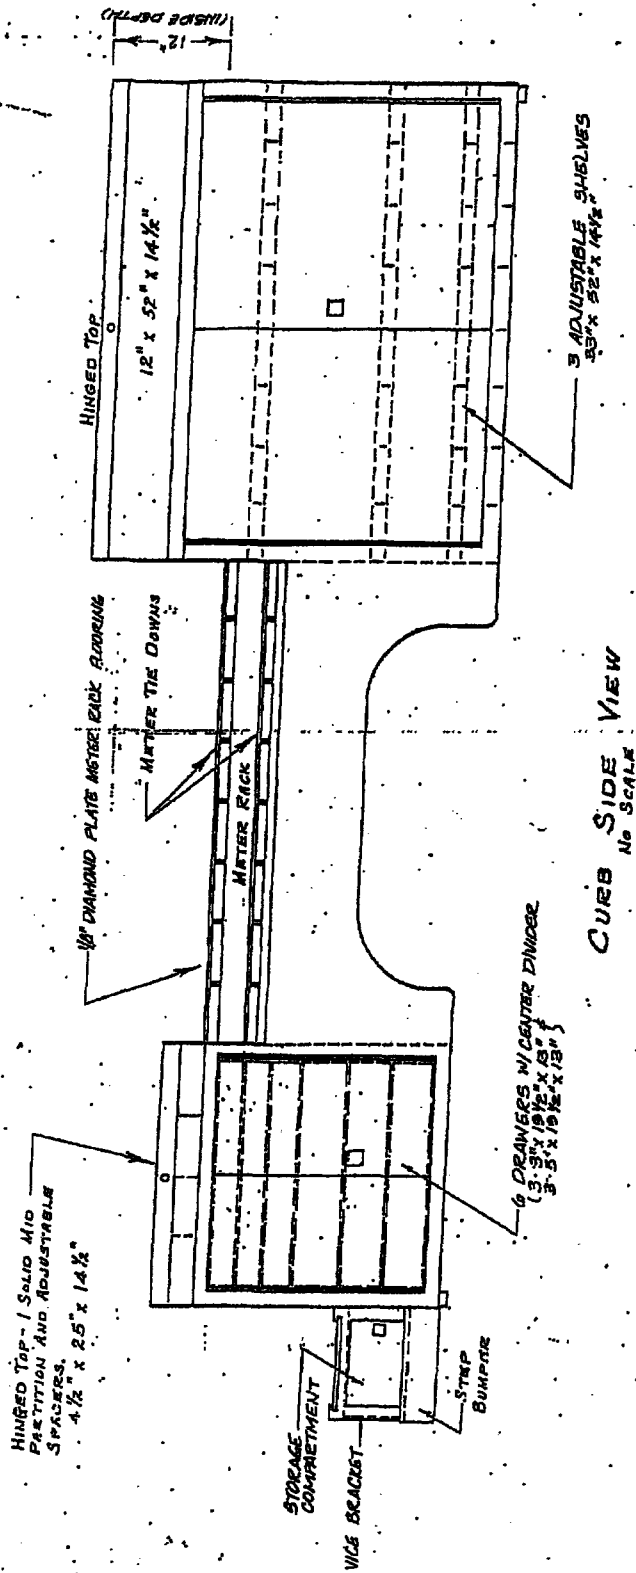 12"
(INSIDE DEPTH)
HINGED TOP
12" x 52" x 14½"
3 ADJUSTABLE SHELVES
33" x 52" x 14½"
⅛" DIAMOND PLATE METER RACK FLOORING
METER TIE DOWNS
METER RACK
HINGED TOP - 1 SOLID MID
PARTITION AND ADJUSTABLE
SPACERS.
4½" x 25" x 14½"
6 DRAWERS W/ CENTER DIVIDER
(3-3" x 19½" x 13" &
3-5" x 19½" x 13")
STORAGE
COMPARTMENT
VICE BRACKET
STEP
BUMPER
CURB SIDE VIEW
NO SCALE